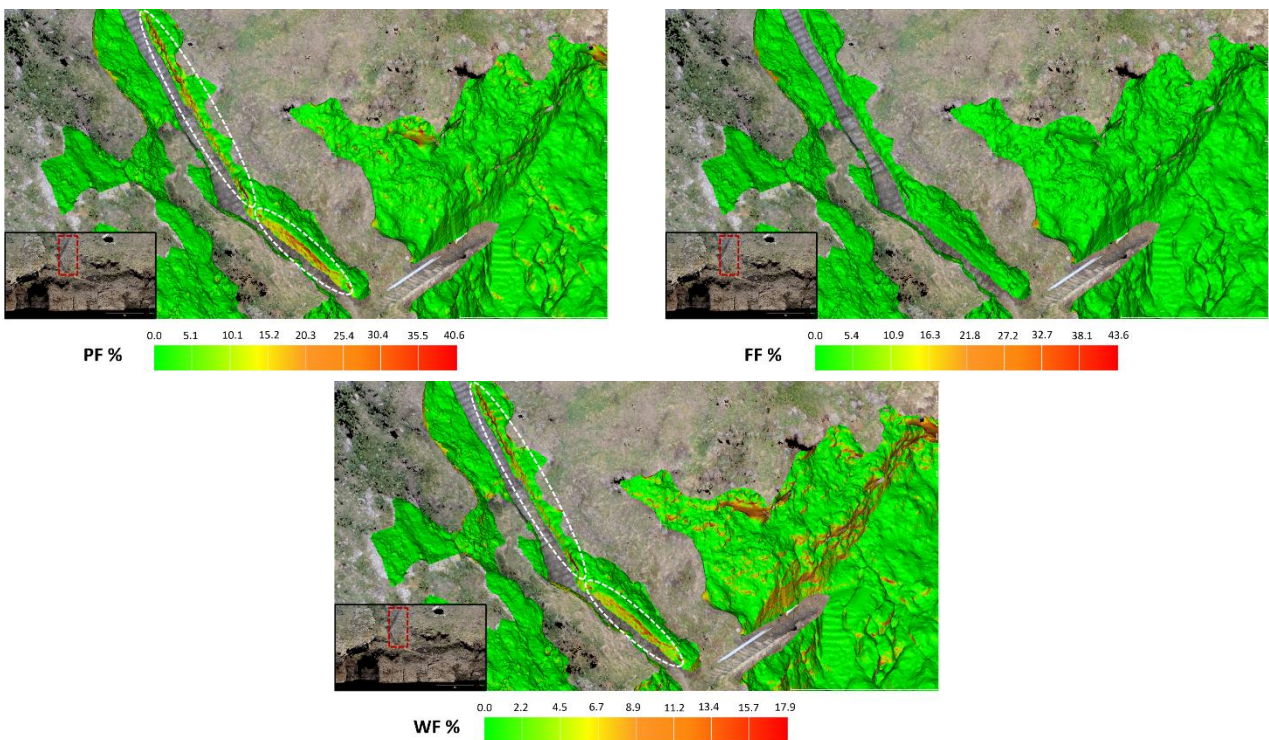 0.0 5.1 10.1 15.2 20.3 25.4 30.4 35.5 40.6
PF %
0.0 5.4 10.9 16.3 21.8 27.2 32.7 38.1 43.6
FF %
0.0 2.2 4.5 6.7 8.9 11.2 13.4 15.7 17.9
WF %